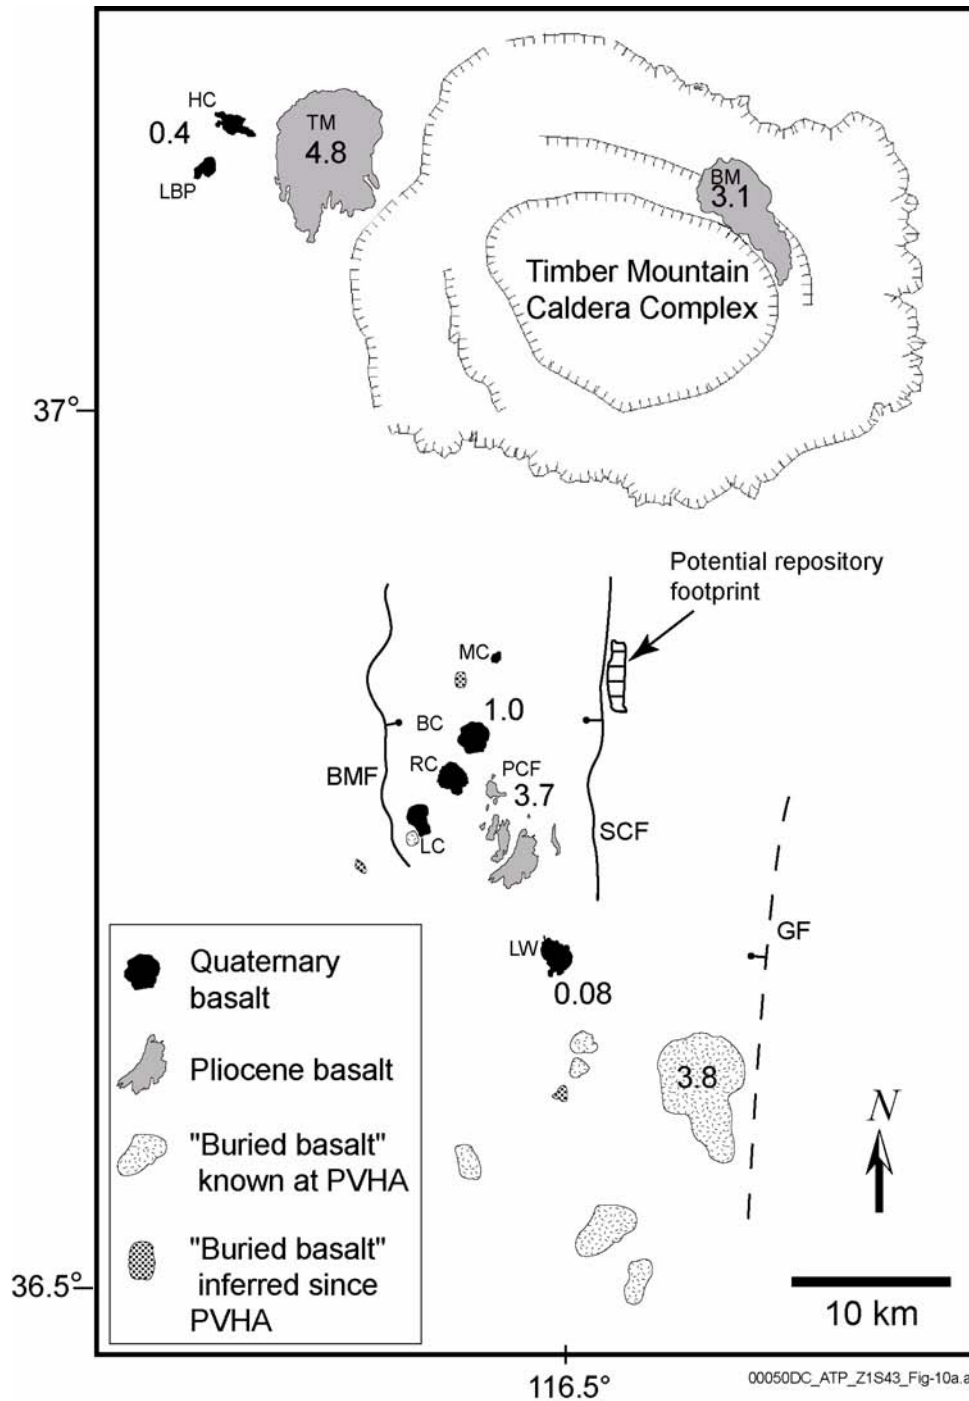 HC
0.4
LBP
TM
4.8
BM
3.1
Timber Mountain
Caldera Complex
37°
Potential repository
footprint
MC
1.0
BC
RC
PCF
3.7
BMF
LC
SCF
LW
0.08
GF
3.8
N
Quaternary
basalt
Pliocene basalt
"Buried basalt"
known at PVHA
"Buried basalt"
inferred since
PVHA
36.5°
10 km
116.5°
00050DC_ATP_Z1S43_Fig-10a.a